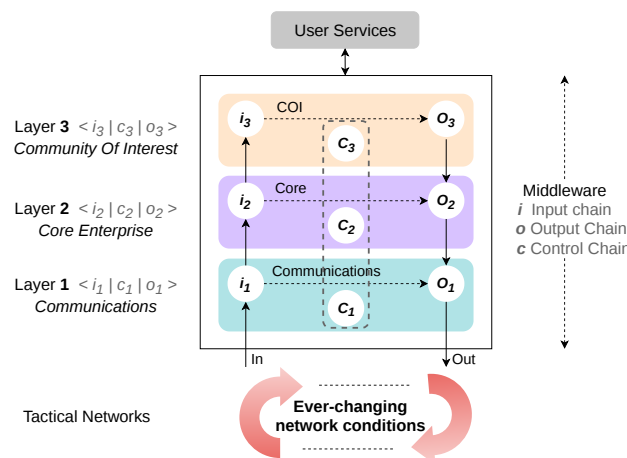 User Services
COI
i3
O3
C3
Layer 3 < i3 | c3 | o3 >
Community Of Interest
Core
i2
O2
C2
Layer 2 < i2 | c2 | o2 >
Core Enterprise
Communications
i1
O1
C1
Layer 1 < i1 | c1 | o1 >
Communications
Middleware
i Input chain
o Output Chain
c Control Chain
In
Out
Tactical Networks
Ever-changing
network conditions